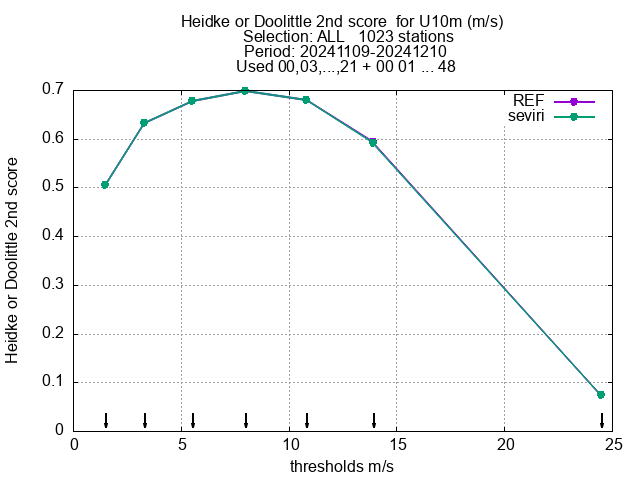 Heidke or Doolittle 2nd score  for U10m (m/s)
Selection: ALL   1023 stations
Period: 20241109-20241210
Used 00,03,...,21 + 00 01 ... 48
REF
seviri
Heidke or Doolittle 2nd score
0.7
0.6
0.5
0.4
0.3
0.2
0.1
0
0 5 10 15 20 25
thresholds m/s